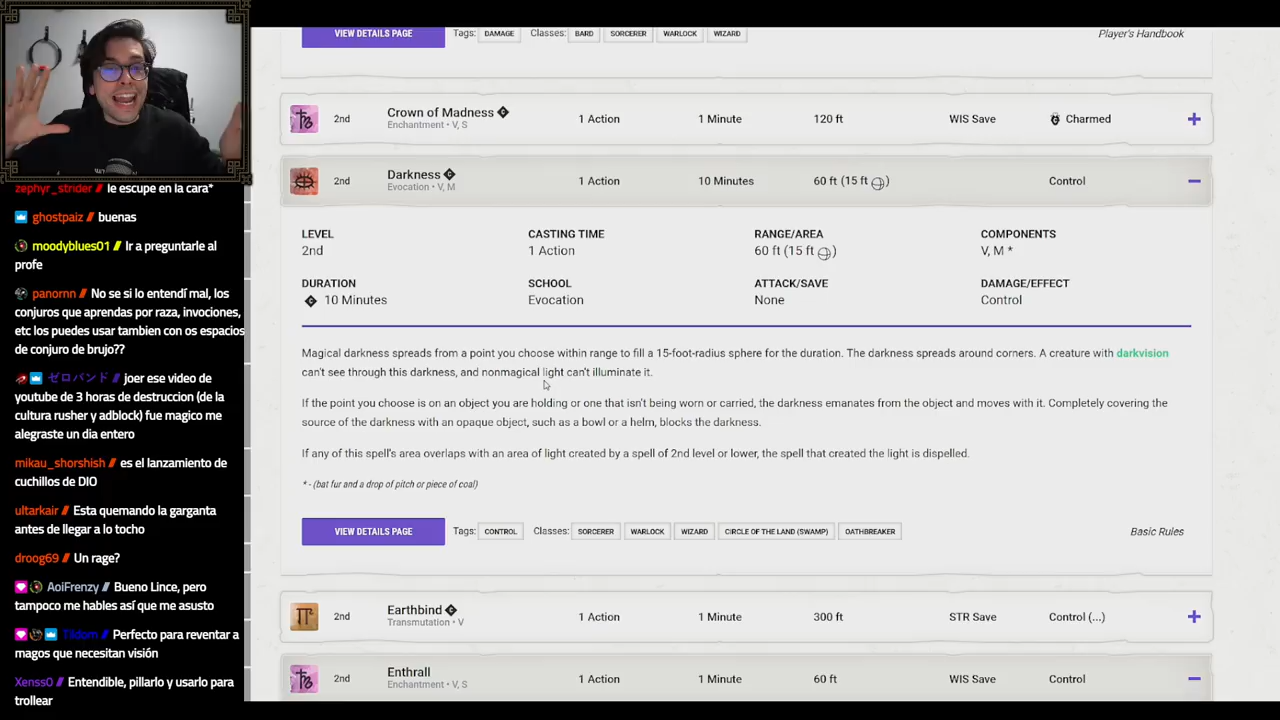 zephyr_strider // le escupe en la cara*
ghostpaiz // buenas
moodyblues01 // Ir a preguntarle al
profe
panornn // No se si lo entendí mal, los
conjuros que aprendas por raza, invociones,
etc los puedes usar tambien con os espacios
de conjuro de brujo??
ゼロバンド // joer ese video de
youtube de 3 horas de destruccion (de la
cultura rusher y adblock) fue magico me
alegraste un dia entero
mikau_shorshish // es el lanzamiento de
cuchillos de DIO
ultarkair // Esta quemando la garganta
antes de llegar a lo tocho
droog69 // Un rage?
AoiFrenzy // Bueno Lince, pero
tampoco me hables así que me asusto
Tildom // Perfecto para reventar a
magos que necesitan visión
Xenss0 // Entendible, pillarlo y usarlo para
trollear
VIEW DETAILS PAGE Tags: DAMAGE Classes: BARD SORCERER WARLOCK WIZARD Player's Handbook
2nd Crown of Madness 1 Action 1 Minute 120 ft WIS Save Charmed
Enchantment • V, S
2nd Darkness 1 Action 10 Minutes 60 ft (15 ft ) Control
Evocation • V, M
LEVEL CASTING TIME RANGE/AREA COMPONENTS
2nd 1 Action 60 ft (15 ft ) V, M *
DURATION SCHOOL ATTACK/SAVE DAMAGE/EFFECT
10 Minutes Evocation None Control
Magical darkness spreads from a point you choose within range to fill a 15-foot-radius sphere for the duration. The darkness spreads around corners. A creature with darkvision
can't see through this darkness, and nonmagical light can't illuminate it.
If the point you choose is on an object you are holding or one that isn't being worn or carried, the darkness emanates from the object and moves with it. Completely covering the
source of the darkness with an opaque object, such as a bowl or a helm, blocks the darkness.
If any of this spell's area overlaps with an area of light created by a spell of 2nd level or lower, the spell that created the light is dispelled.
* - (bat fur and a drop of pitch or piece of coal)
VIEW DETAILS PAGE Tags: CONTROL Classes: SORCERER WARLOCK WIZARD CIRCLE OF THE LAND (SWAMP) OATHBREAKER Basic Rules
2nd Earthbind 1 Action 1 Minute 300 ft STR Save Control (...)
Transmutation • V
2nd Enthrall 1 Action 1 Minute 60 ft WIS Save Control
Enchantment • V, S